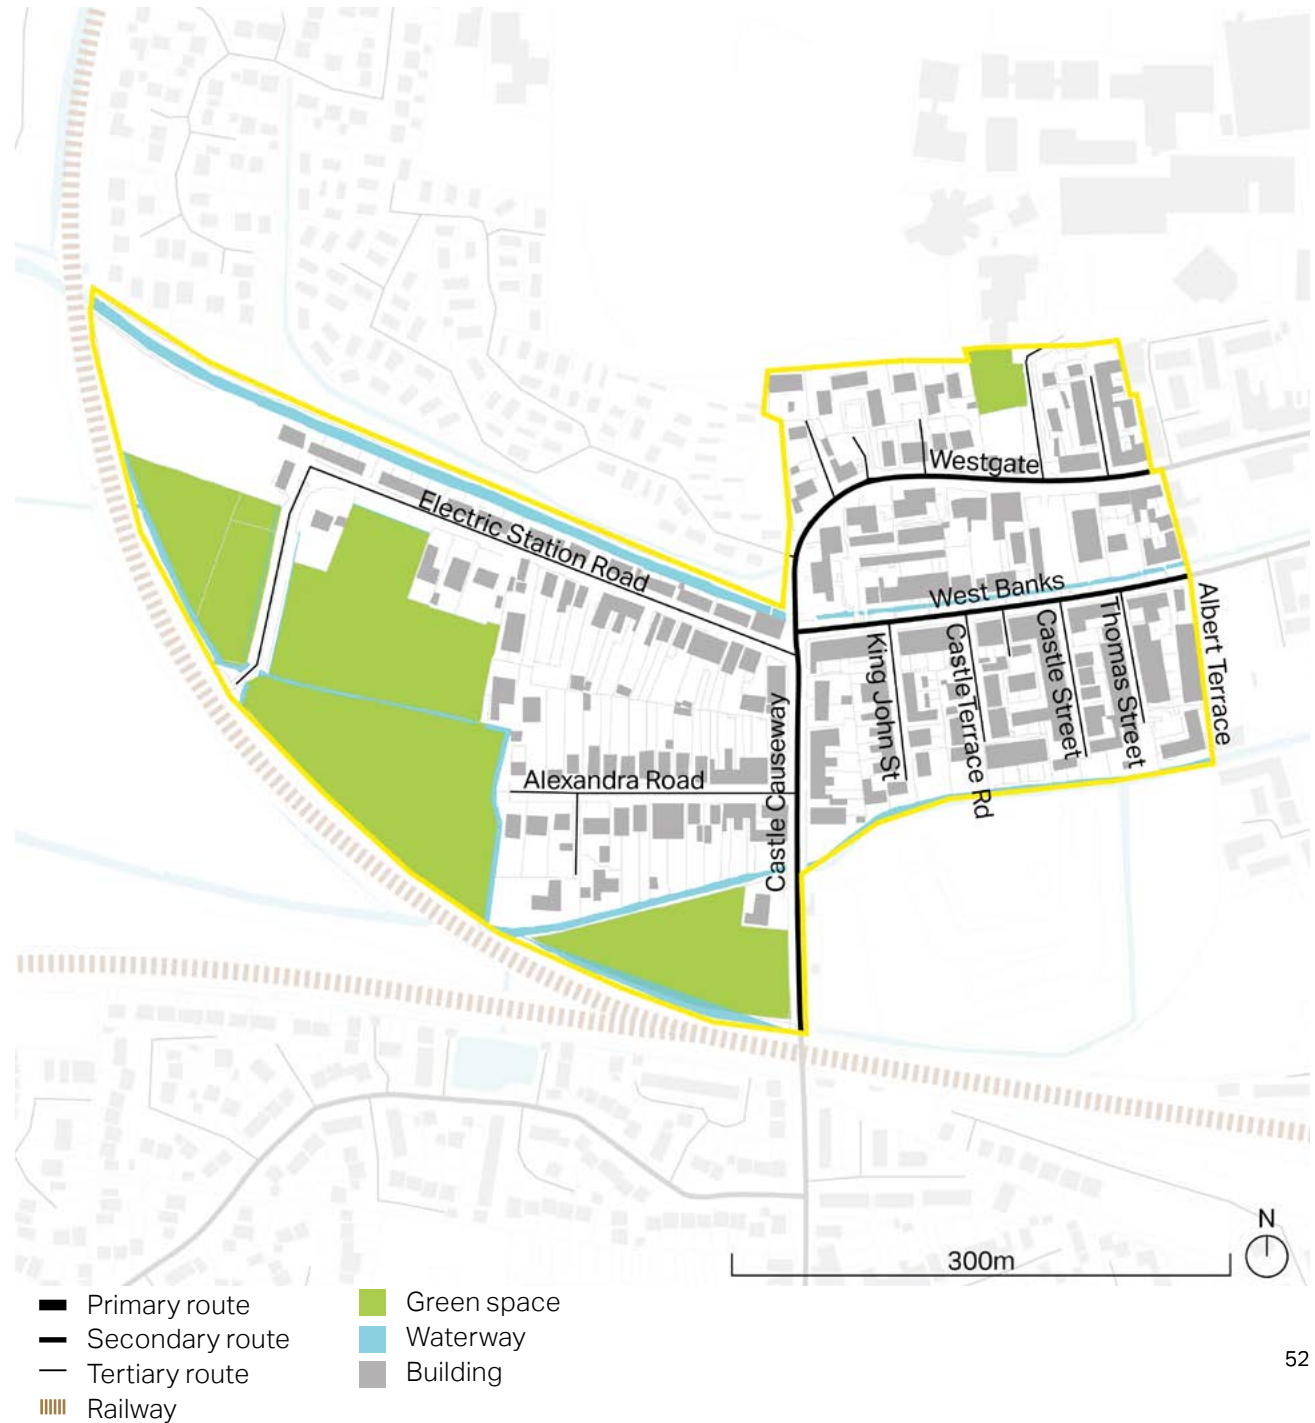 Westgate
Electric Station Road
West Banks
Albert Terrace
King John St
Castle Terrace Rd
Castle Street
Thomas Street
Castle Causeway
Alexandra Road
N
300m
Primary route
Secondary route
Tertiary route
Railway
Green space
Waterway
Building
52